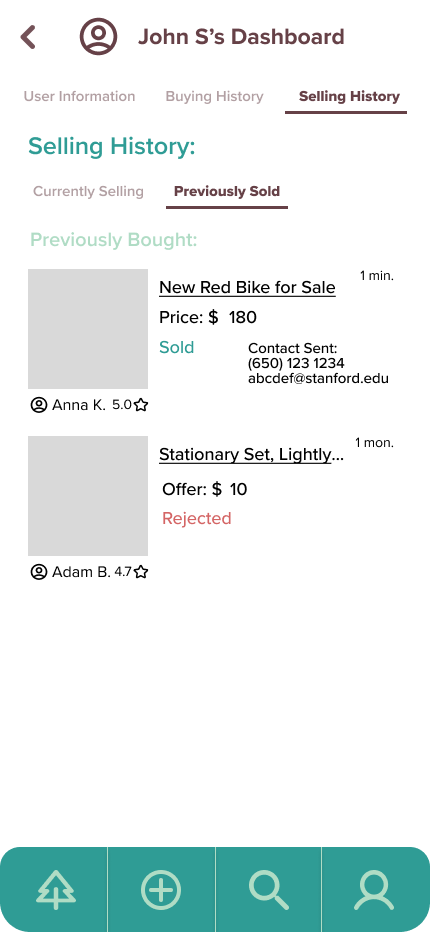 John S’s Dashboard
User Information Buying History Selling History
Selling History:
Currently Selling Previously Sold
Previously Bought:
1 min.
New Red Bike for Sale
Price: $ 180
Sold
Contact Sent:
(650) 123 1234
abcdef@stanford.edu
Anna K. 5.0
1 mon.
Stationary Set, Lightly...
Offer: $ 10
Rejected
Adam B. 4.7